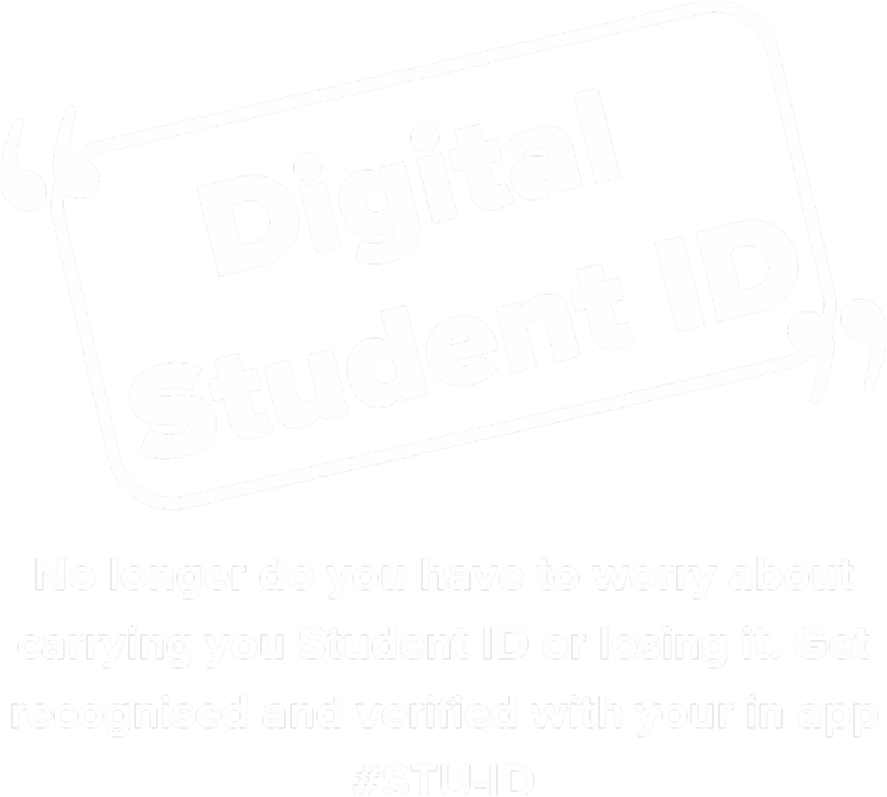 Digital
Student ID
No longer do you have to worry about
carrying you Student ID or losing it. Get
recognised and verified with your in app
#STU-ID